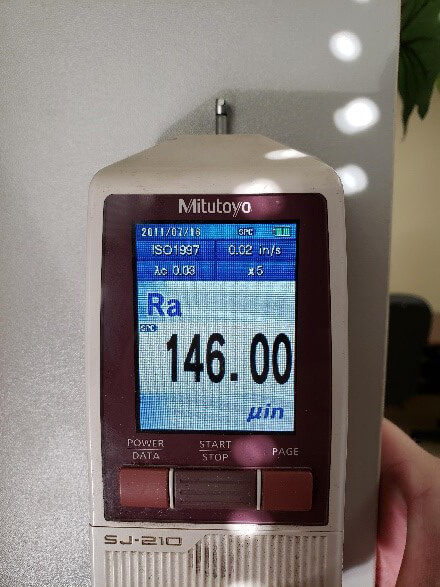 Mitutoyo
2011/07/16 SPC
ISO1997 0.02 in/s
λc 0.03 x5
Ra
SPC
146.00
µin
POWER DATA START STOP PAGE
SJ-210